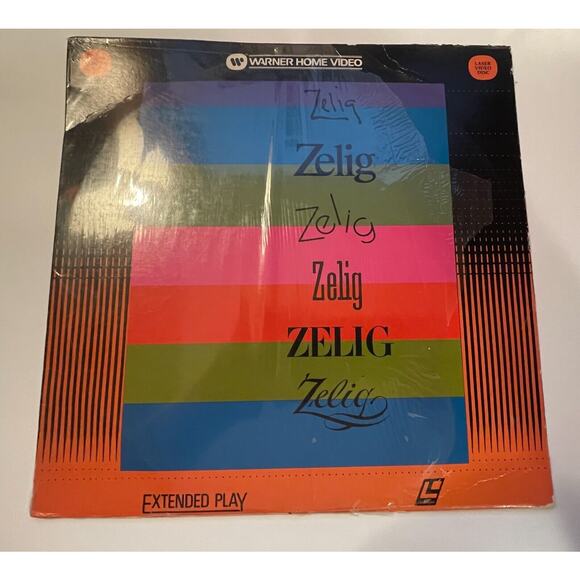 WARNER HOME VIDEO
LASER
VIDEO
DISC
Zelig
Zelig
Zelig
Zelig
ZELIG
Zelig
EXTENDED PLAY